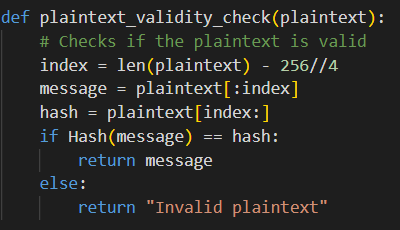 def plaintext_validity_check(plaintext):
    # Checks if the plaintext is valid
    index = len(plaintext) - 256//4
    message = plaintext[:index]
    hash = plaintext[index:]
    if Hash(message) == hash:
        return message
    else:
        return "Invalid plaintext"